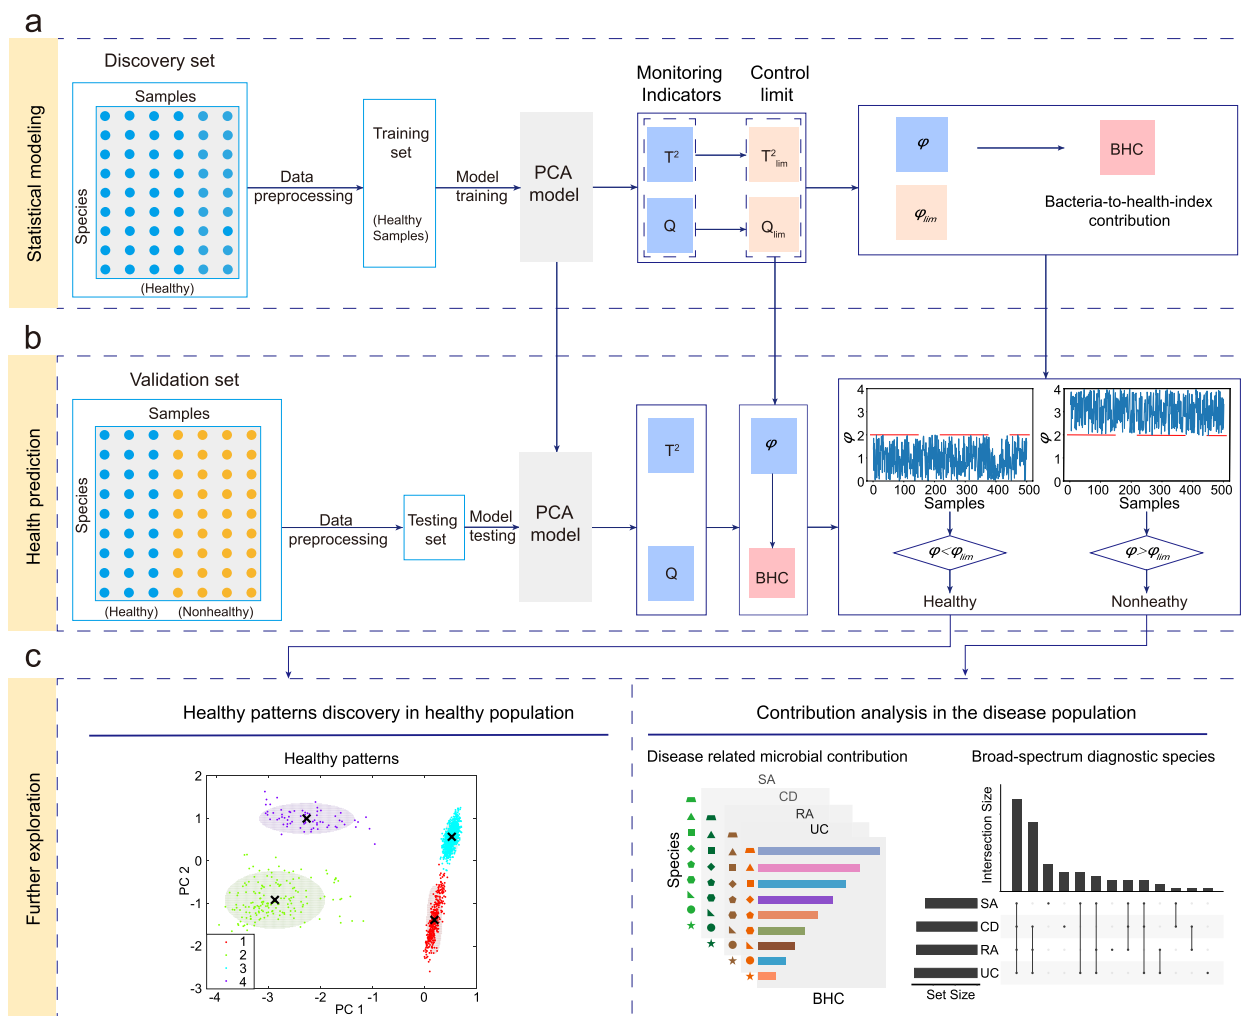 a
Statistical modeling
Discovery set
Samples
Species
(Healthy)
Data
preprocessing
Training
set
(Healthy
Samples)
Model
training
PCA
model
Monitoring
Indicators
Control
limit
T²
T²lim
Q
Qlim
φ
φlim
BHC
Bacteria-to-health-index
contribution
b
Health prediction
Validation set
Samples
Species
(Healthy)
(Nonhealthy)
Data
preprocessing
Testing
set
Model
testing
PCA
model
T²
Q
φ
BHC
4
3
2
1
0
φ
0 100 200 300 400 500
Samples
4
3
2
1
0
φ
0 100 200 300 400 500
Samples
φ<φlim
φ>φlim
Healthy
Nonheathy
c
Further exploration
Healthy patterns discovery in healthy population
Healthy patterns
2
1
0
-1
-2
-3
PC 2
1
2
3
4
-4 -3 -2 -1 0 1
PC 1
Contribution analysis in the disease population
Disease related microbial contribution
SA
CD
RA
UC
Species
BHC
Broad-spectrum diagnostic species
Intersection Size
SA
CD
RA
UC
Set Size